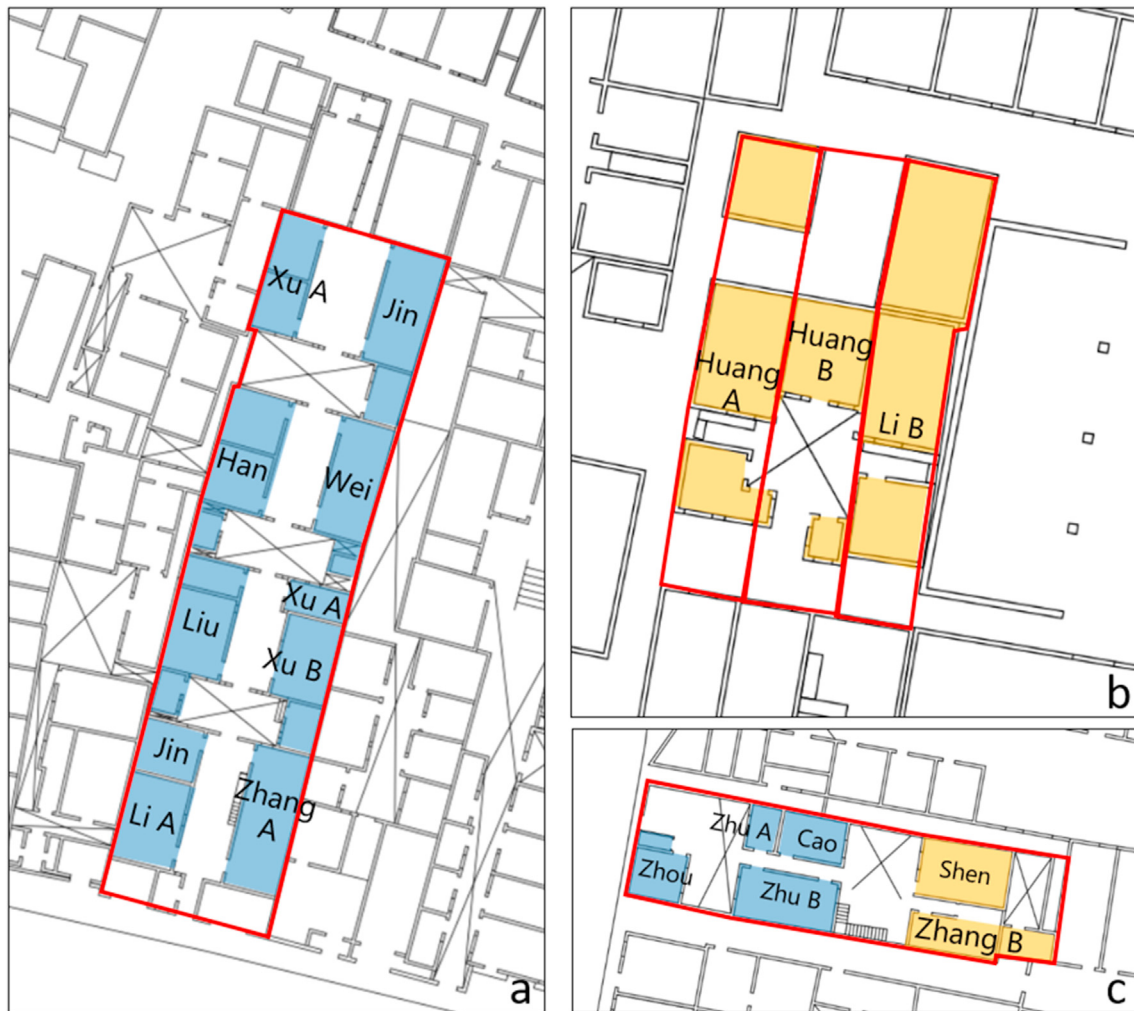 Xu A
Jin
Han
Wei
Xu A
Liu
Xu B
Jin
Zhang
A
Li A
a
Huang
A
Huang
B
Li B
b
Zhu A
Cao
Zhou
Zhu B
Shen
Zhang B
c